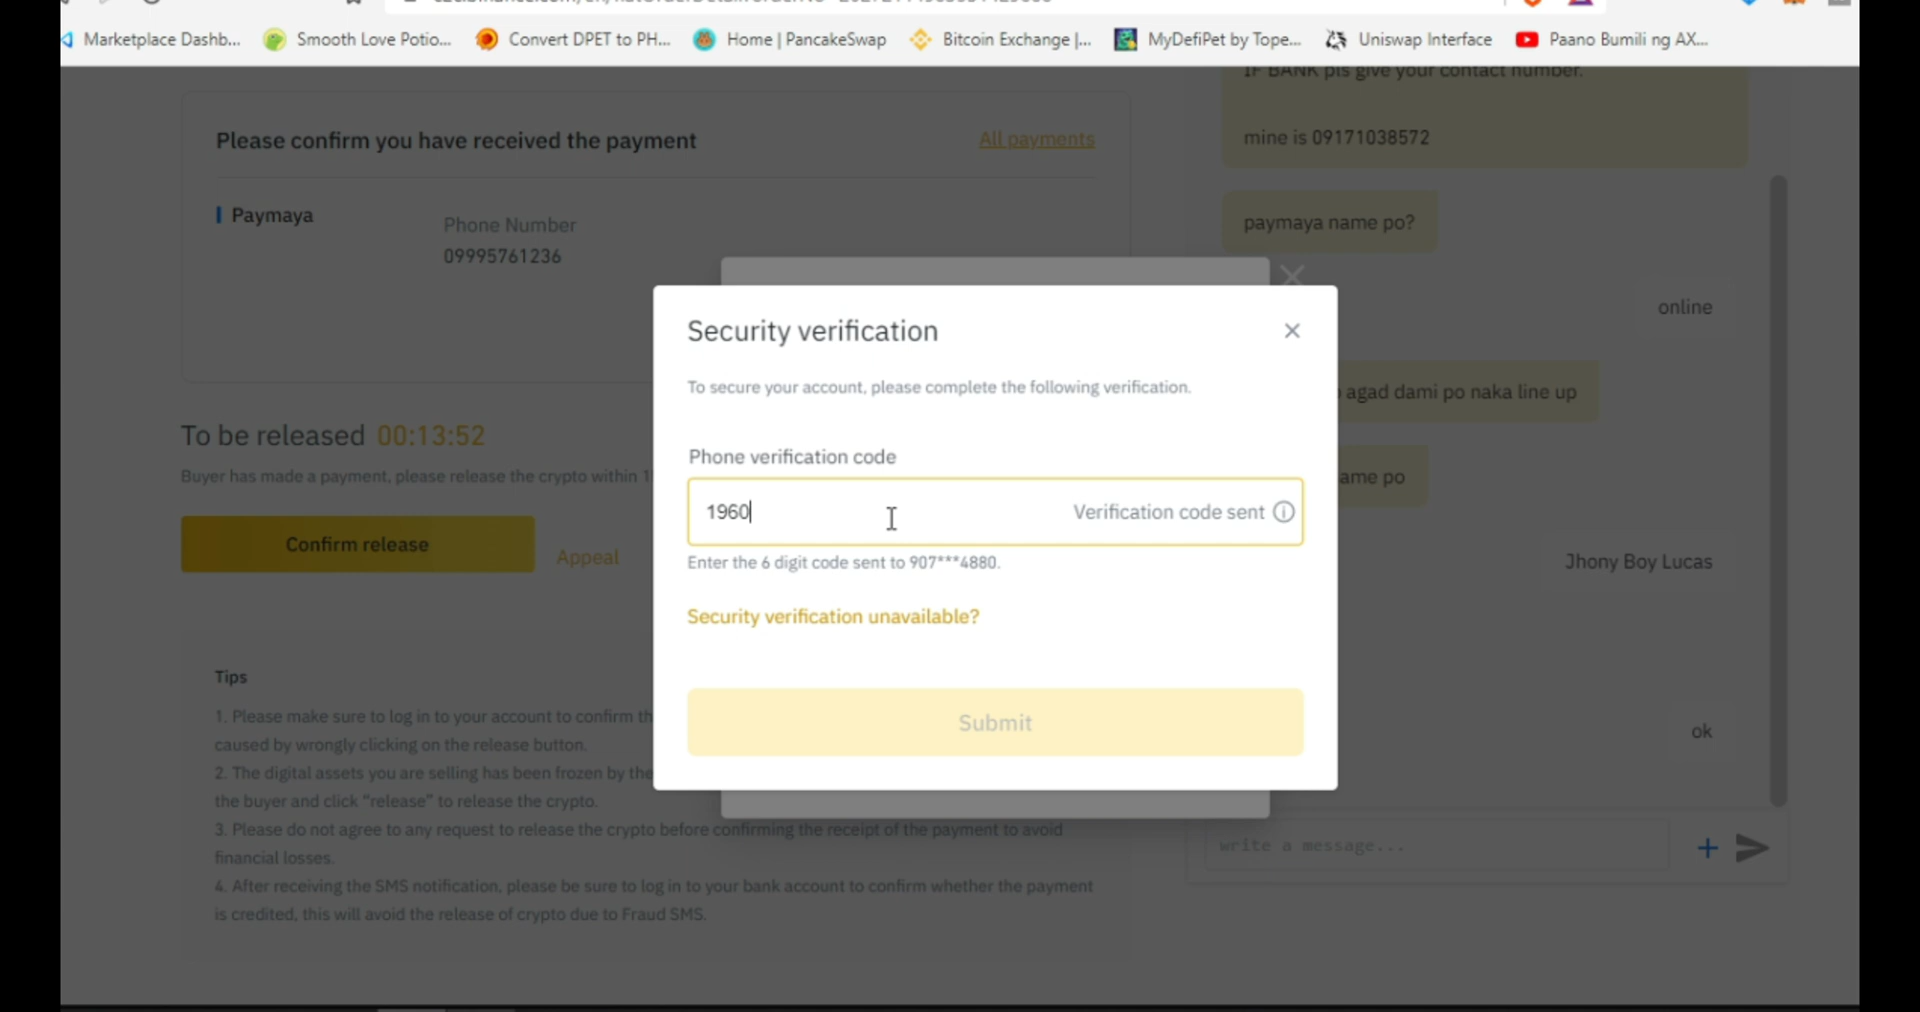 Marketplace Dashb...
Smooth Love Potio...
Convert DPET to PH...
Home | PancakeSwap
Bitcoin Exchange |...
MyDefiPet by Tope...
Uniswap Interface
Paano Bumili ng AX...
Please confirm you have received the payment
All payments
Paymaya
Phone Number
09995761236
To be released 00:13:52
Buyer has made a payment, please release the crypto within 1
Confirm release
Appeal
Tips
1. Please make sure to log in to your account to confirm th
caused by wrongly clicking on the release button.
2. The digital assets you are selling has been frozen by the
the buyer and click “release” to release the crypto.
3. Please do not agree to any request to release the crypto before confirming the receipt of the payment to avoid
financial losses.
4. After receiving the SMS notification, please be sure to log in to your bank account to confirm whether the payment
is credited, this will avoid the release of crypto due to Fraud SMS.
Security verification
To secure your account, please complete the following verification.
Phone verification code
1960
Verification code sent
Enter the 6 digit code sent to 907***4880.
Security verification unavailable?
Submit
IF BANK pls give your contact number.
mine is 09171038572
paymaya name po?
online
agad dami po naka line up
ame po
Jhony Boy Lucas
ok
write a message...